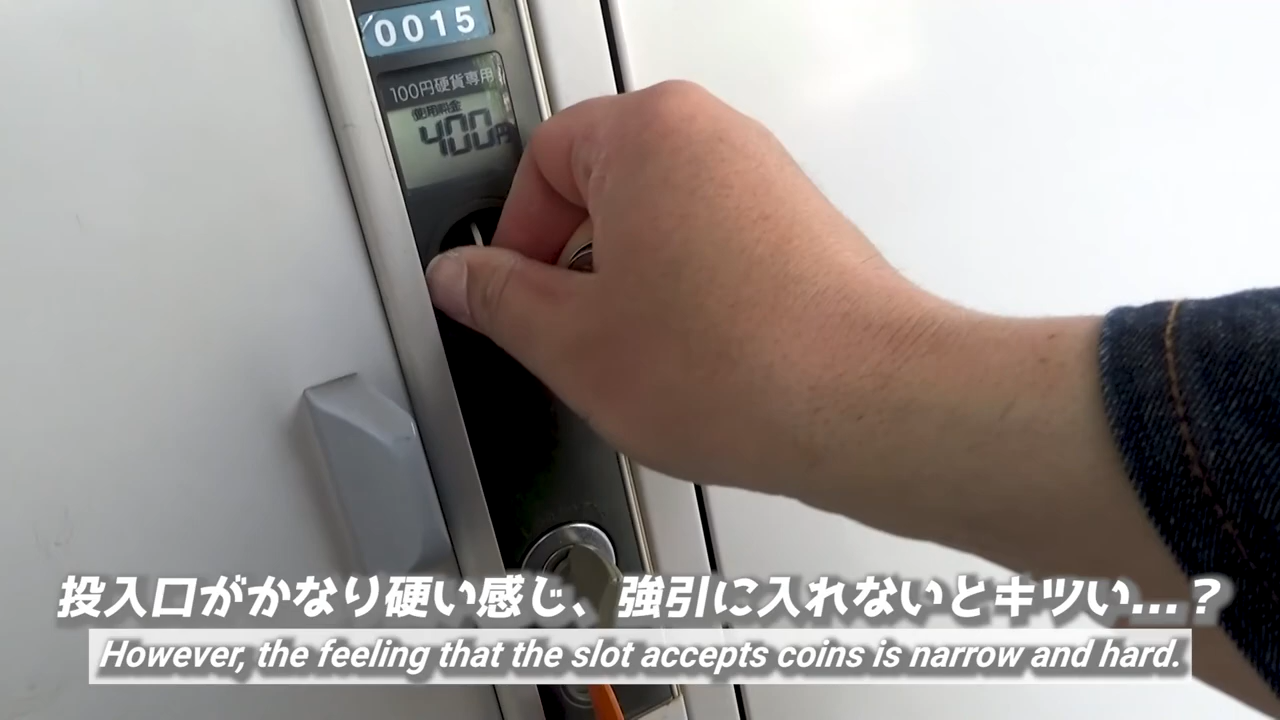 0015
100円硬貨専用
使用料金
400円
投入口がかなり硬い感じ、強引に入れないとキツい...？
However, the feeling that the slot accepts coins is narrow and hard.